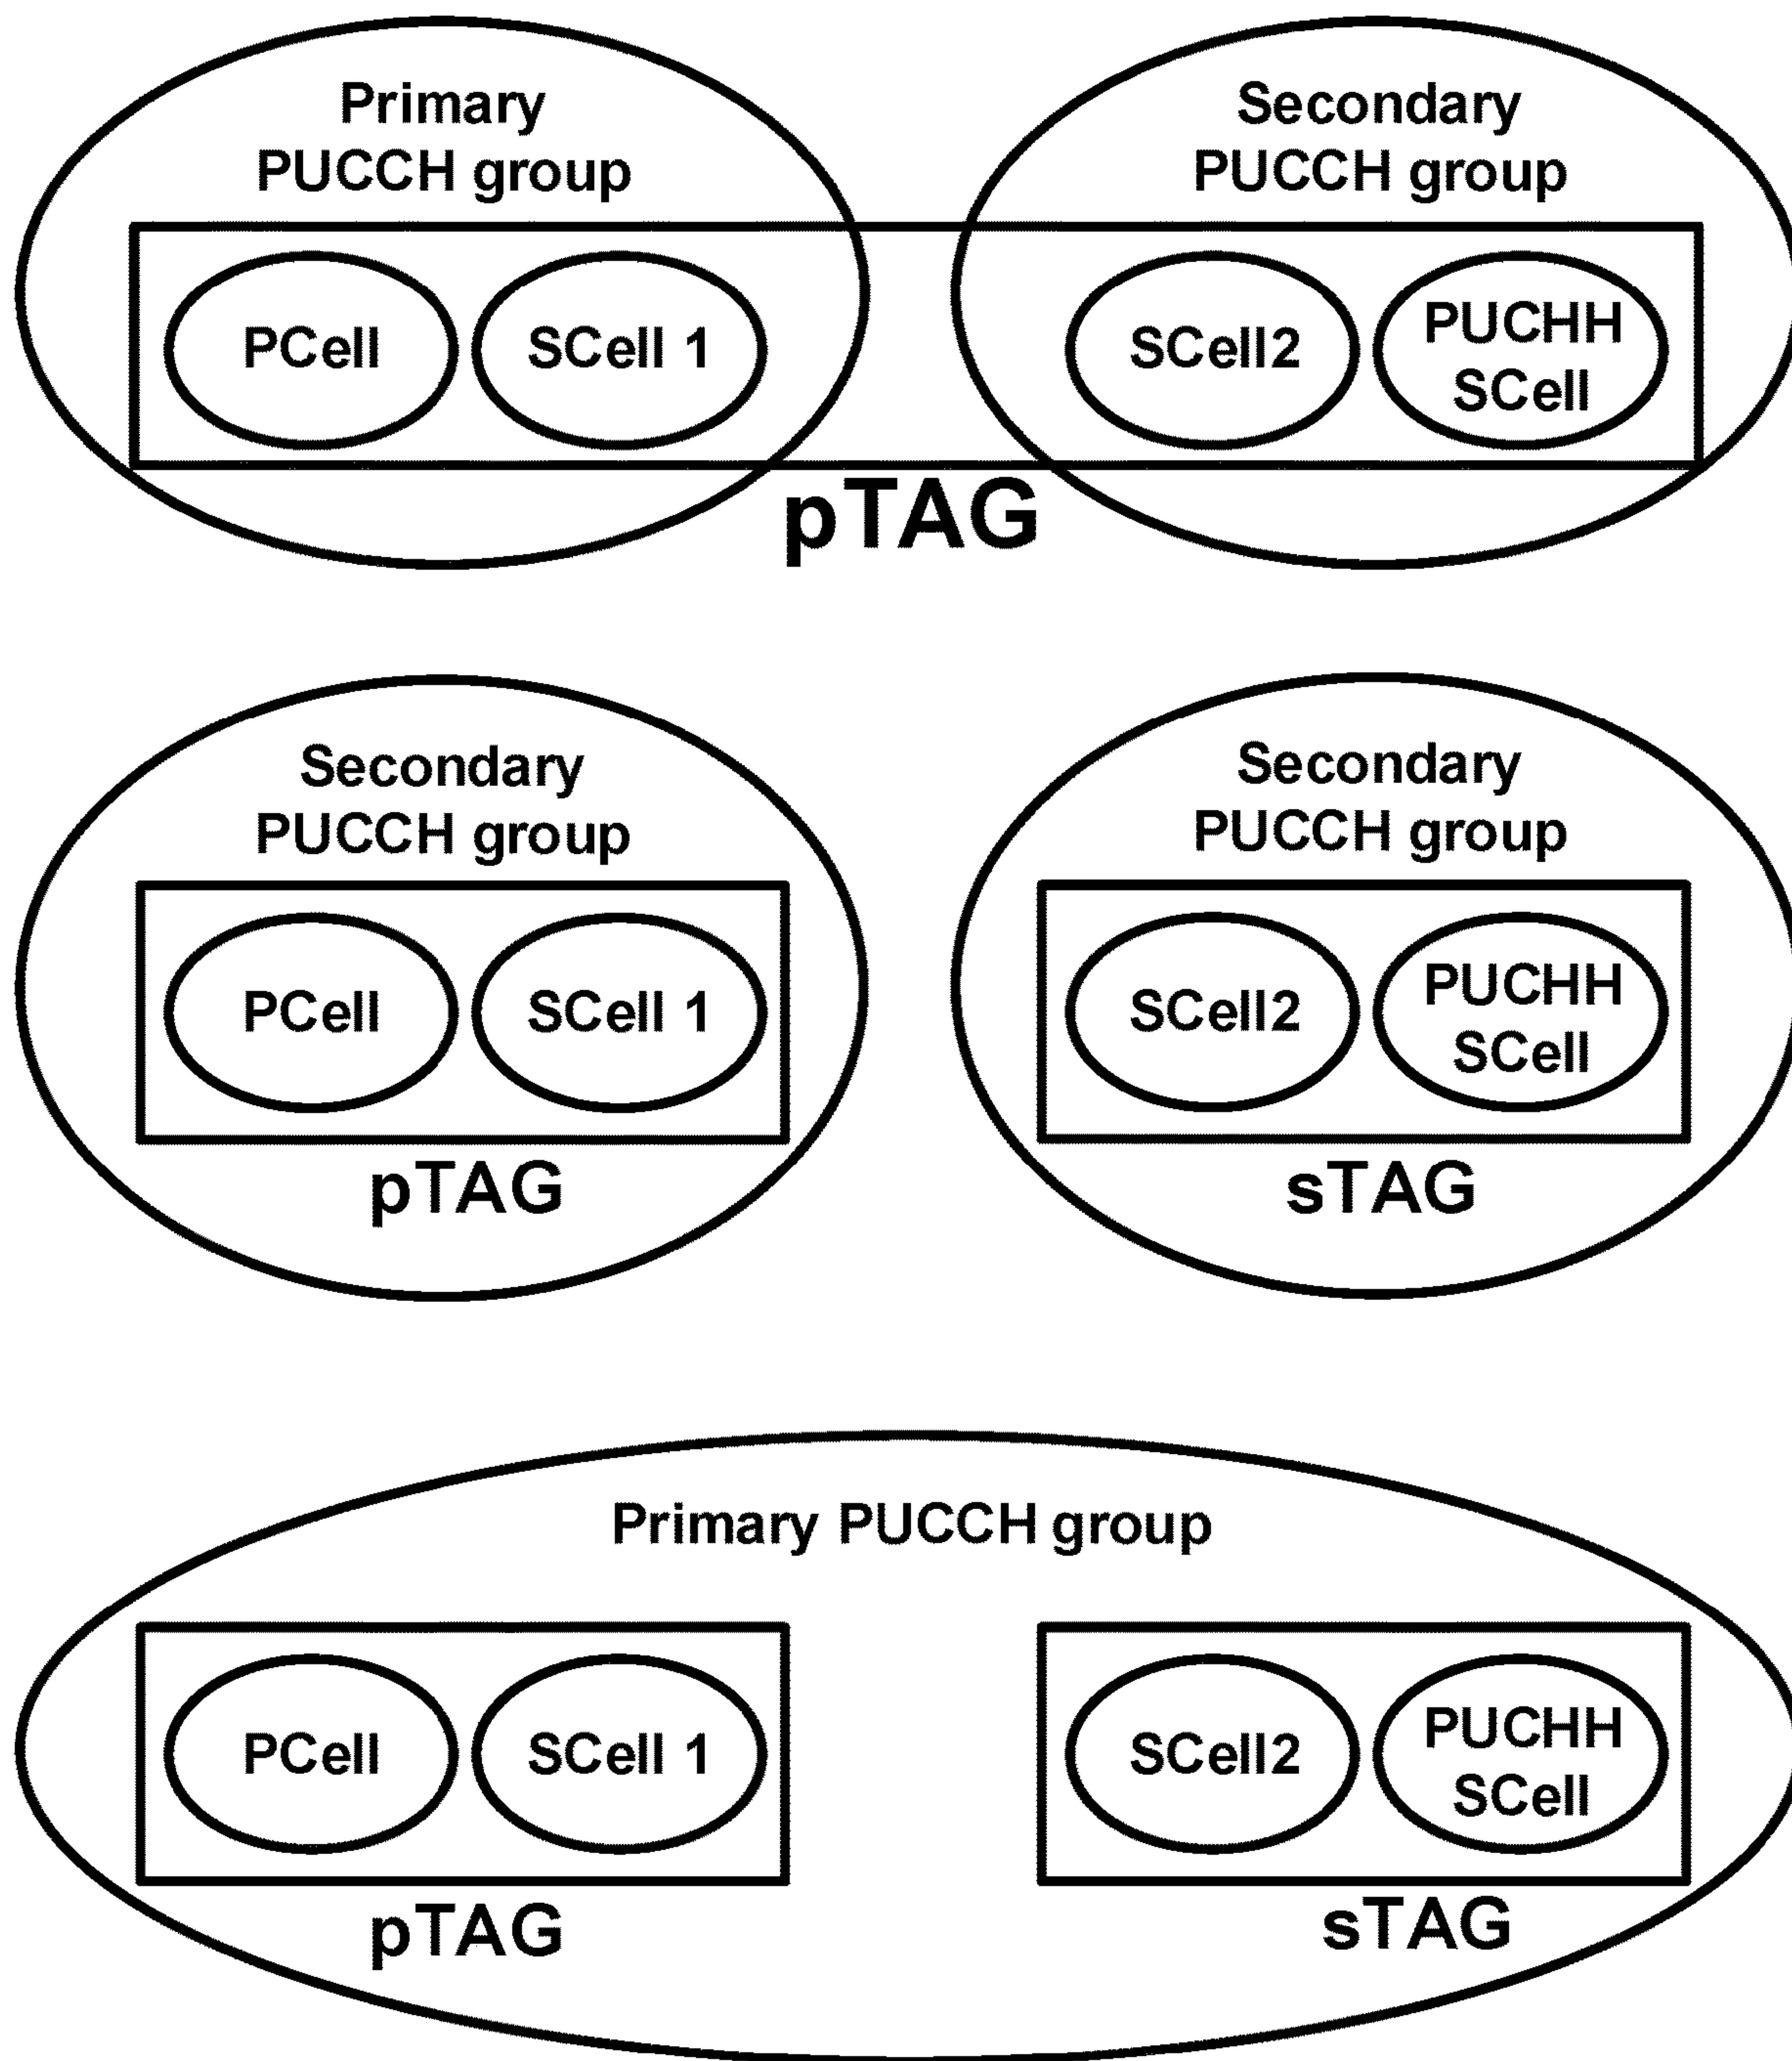 Primary
PUCCH group
Secondary
PUCCH group
PCell
SCell 1
SCell2
PUCHH
SCell
pTAG
Secondary
PUCCH group
Secondary
PUCCH group
PCell
SCell 1
SCell2
PUCHH
SCell
pTAG
sTAG
Primary PUCCH group
PCell
SCell 1
SCell2
PUCHH
SCell
pTAG
sTAG